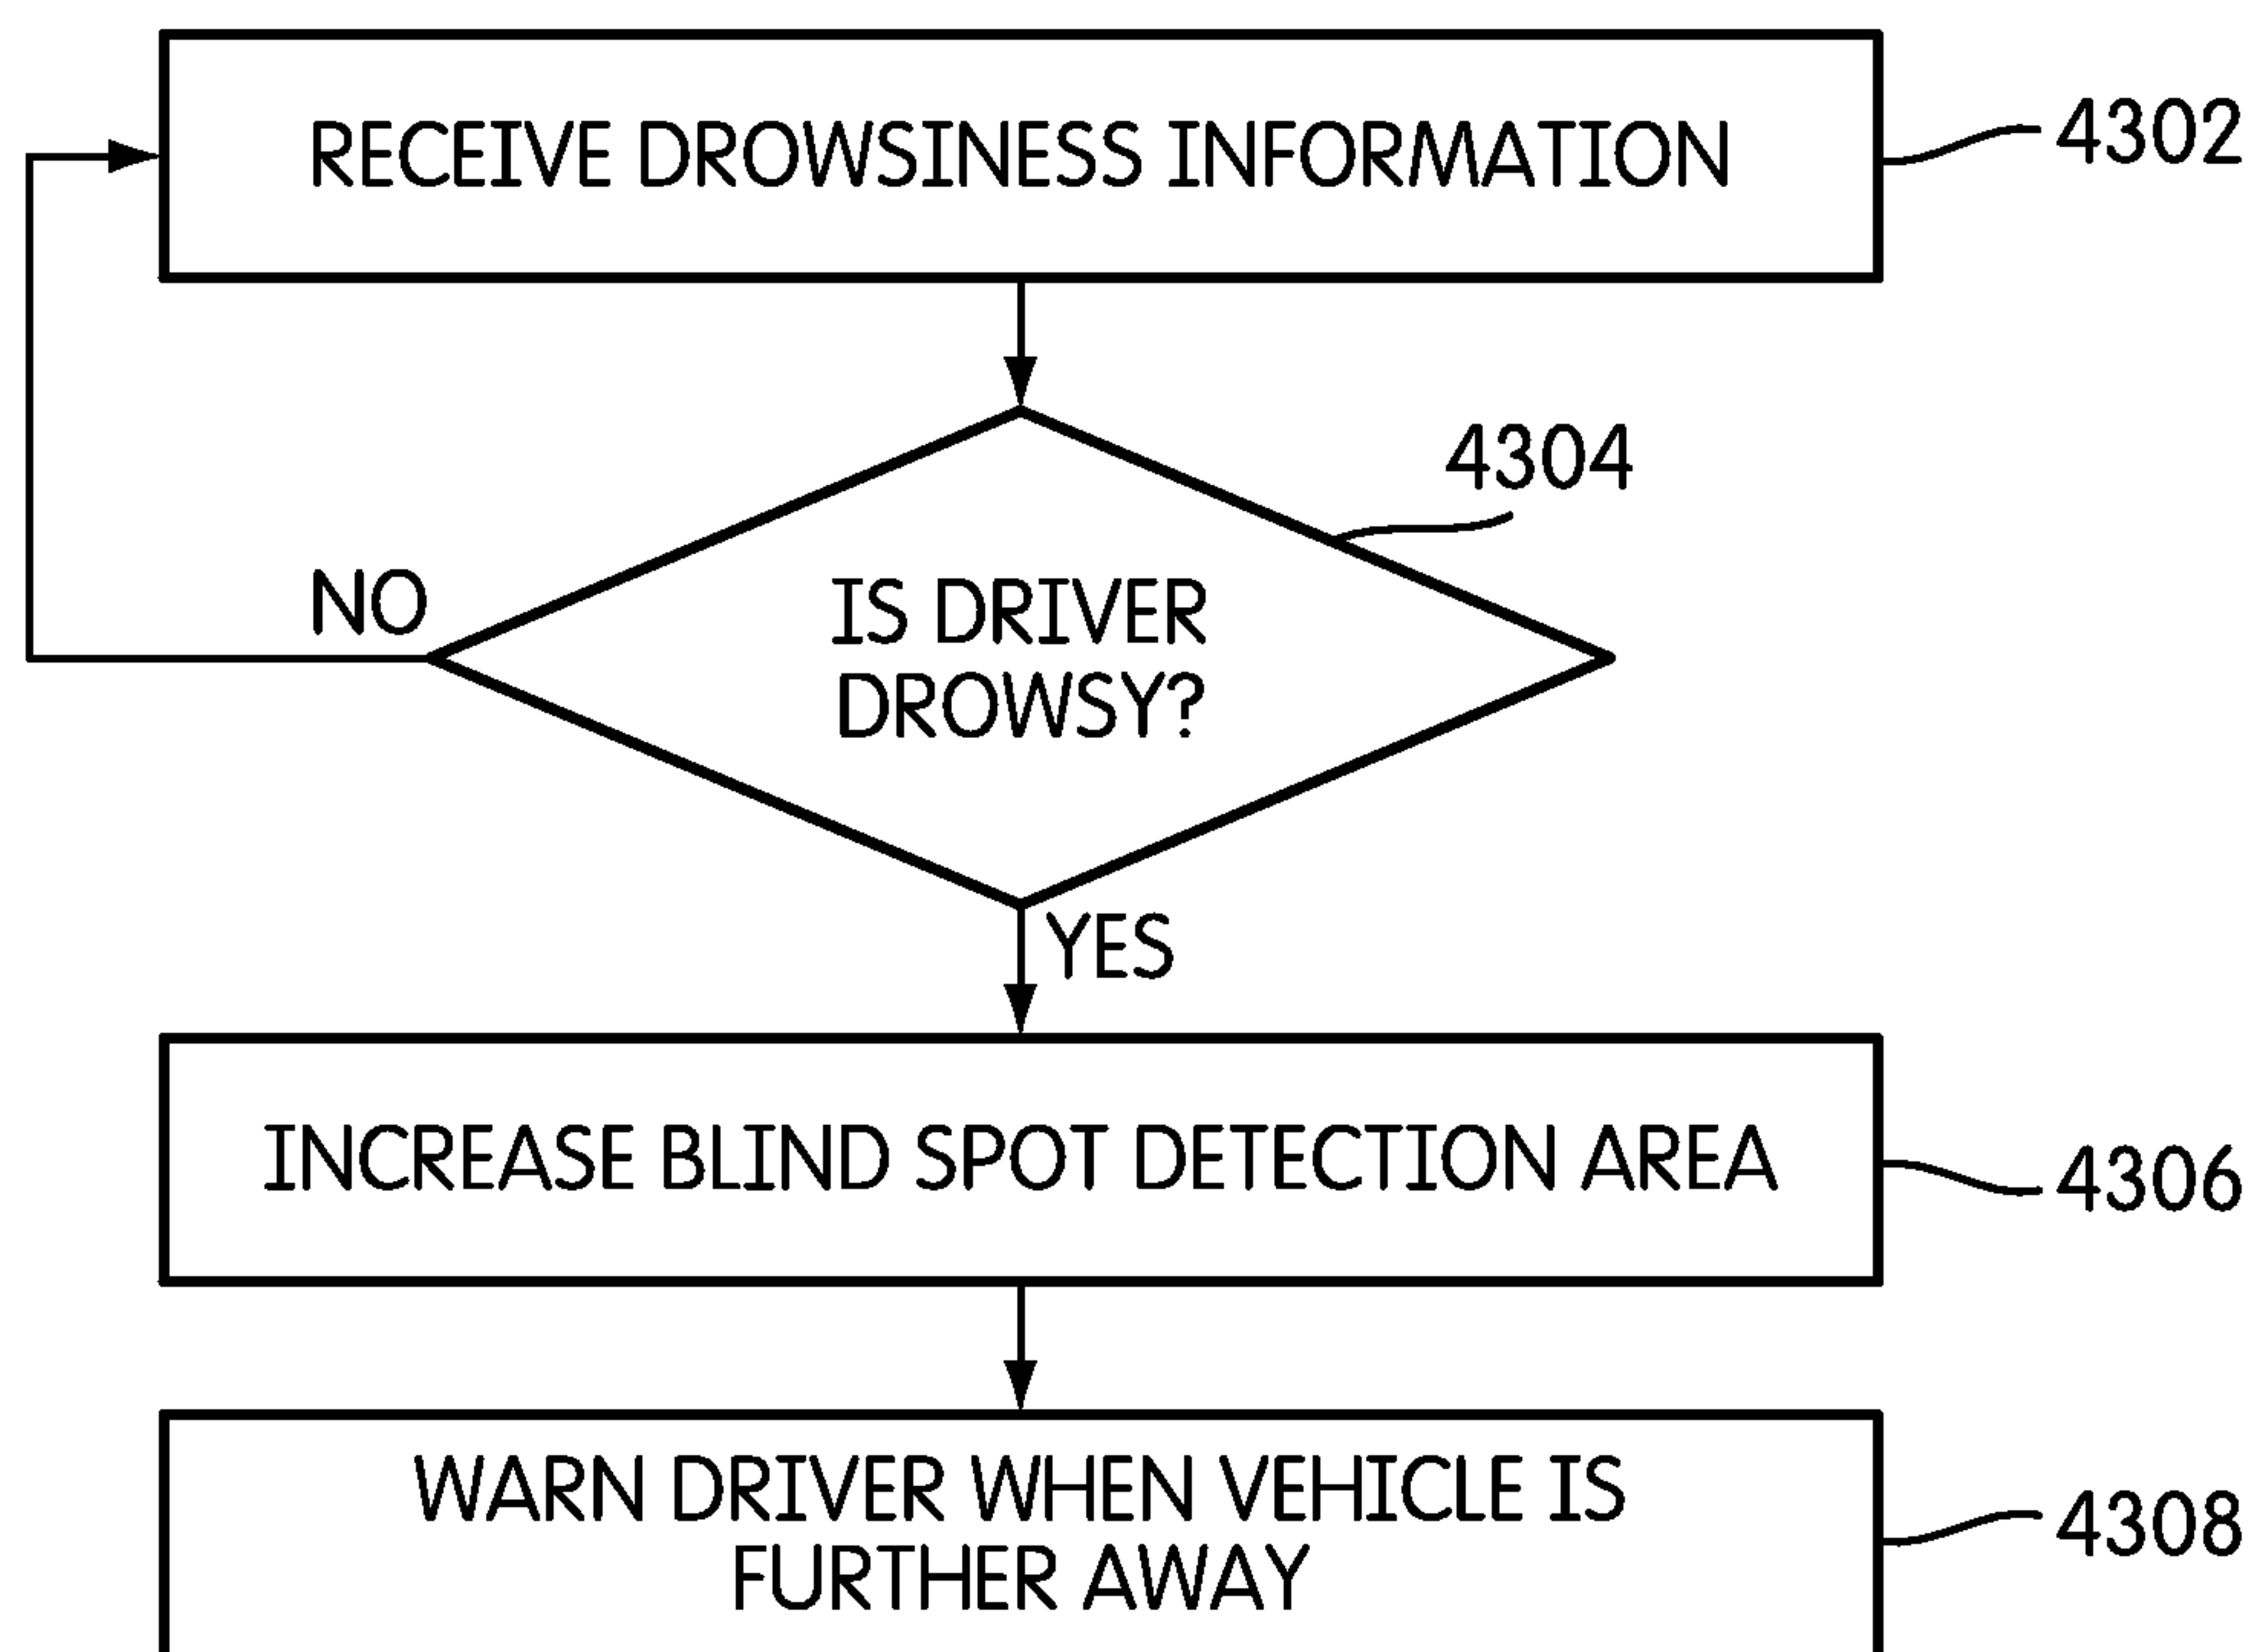 RECEIVE DROWSINESS INFORMATION
4302
4304
NO
IS DRIVER
DROWSY?
YES
INCREASE BLIND SPOT DETECTION AREA
4306
WARN DRIVER WHEN VEHICLE IS
FURTHER AWAY
4308